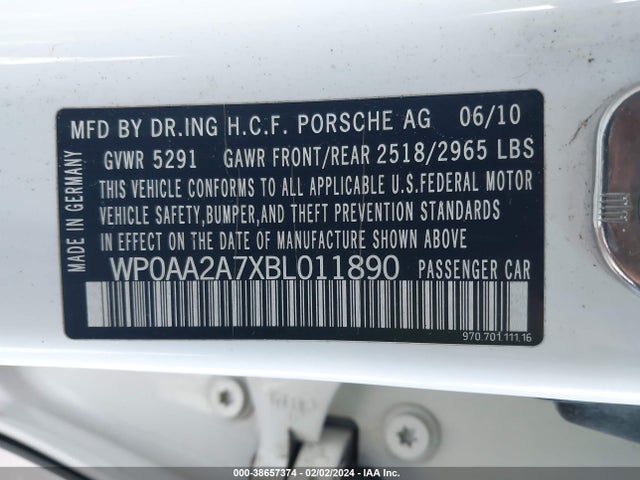 MFD BY DR.ING H.C.F. PORSCHE AG 06/10
GVWR 5291 GAWR FRONT/REAR 2518/2965 LBS
THIS VEHICLE CONFORMS TO ALL APPLICABLE U.S.FEDERAL MOTOR
VEHICLE SAFETY,BUMPER,AND THEFT PREVENTION STANDARDS
IN EFFECT ON THE DATE OF MANUFACTURE SHOWN ABOVE
WP0AA2A7XBL011890 PASSENGER CAR
970.701.111.16
MADE IN GERMANY
000-38657374 - 02/02/2024 - IAA Inc.